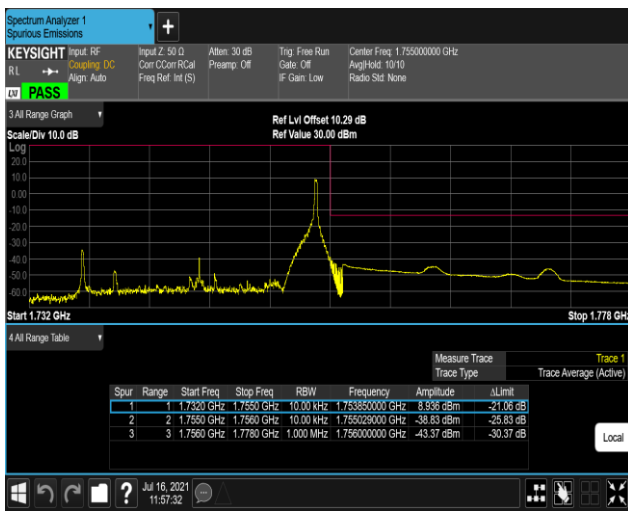 Spectrum Analyzer 1
Spurious Emissions
KEYSIGHT Input: RF Input Z: 50 Ω Atten: 30 dB Trig: Free Run Center Freq: 1.755000000 GHz
RL Coupling: DC Corr CCorr RCal Preamp: Off Gate: Off Avg|Hold: 10/10
Align: Auto Freq Ref: Int (S) IF Gain: Low Radio Std: None
LXI PASS
3 All Range Graph
Ref Lvl Offset 10.29 dB
Scale/Div 10.0 dB Ref Value 30.00 dBm
Log
20.0
10.0
0.00
-10.0
-20.0
-30.0
-40.0
-50.0
-60.0
Start 1.732 GHz Stop 1.778 GHz
4 All Range Table
Measure Trace Trace 1
Trace Type Trace Average (Active)
Spur Range Start Freq Stop Freq RBW Frequency Amplitude ΔLimit
1 1 1.7320 GHz 1.7550 GHz 10.00 kHz 1.753850000 GHz 8.936 dBm -21.06 dB
2 2 1.7550 GHz 1.7560 GHz 10.00 kHz 1.755029000 GHz -38.83 dBm -25.83 dB
3 3 1.7560 GHz 1.7780 GHz 1.000 MHz 1.756000000 GHz -43.37 dBm -30.37 dB
Local
Jul 16, 2021
11:57:32